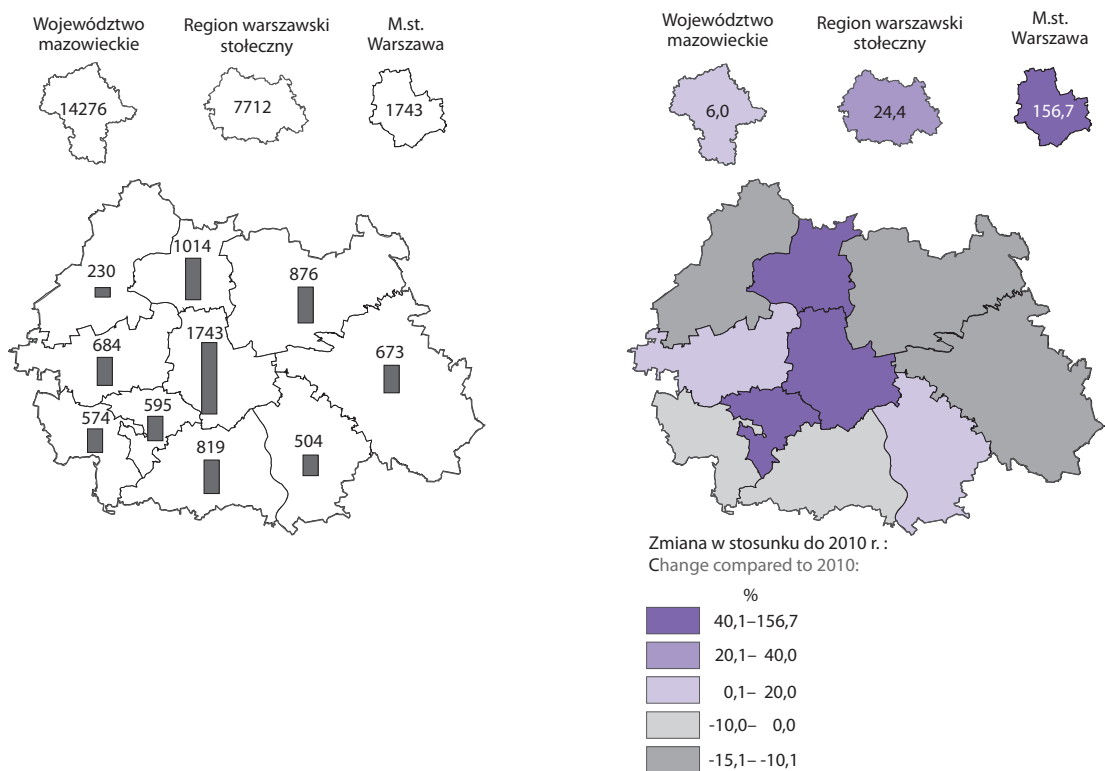 Województwo
mazowieckie
Region warszawski
stołeczny
M.st.
Warszawa
14276
7712
1743
230
1014
876
684
1743
673
574
595
819
504
Województwo
mazowieckie
Region warszawski
stołeczny
M.st.
Warszawa
6,0
24,4
156,7
Zmiana w stosunku do 2010 r. :
Change compared to 2010:
%
40,1–156,7
20,1– 40,0
0,1– 20,0
-10,0– 0,0
-15,1– -10,1